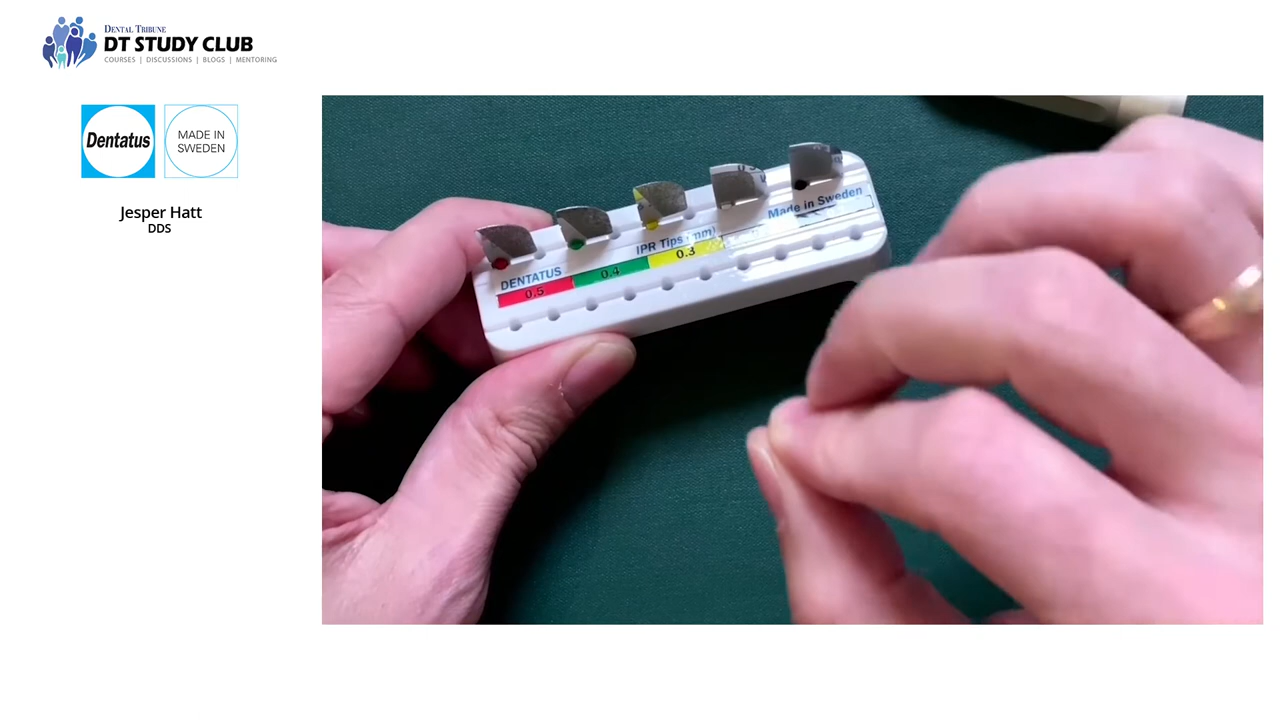 DENTAL TRIBUNE
DT STUDY CLUB
COURSES | DISCUSSIONS | BLOGS | MENTORING
Dentatus
MADE IN
SWEDEN
Jesper Hatt
DDS
DENTATUS
IPR Tips (mm)
Made in Sweden
0.5
0.4
0.3